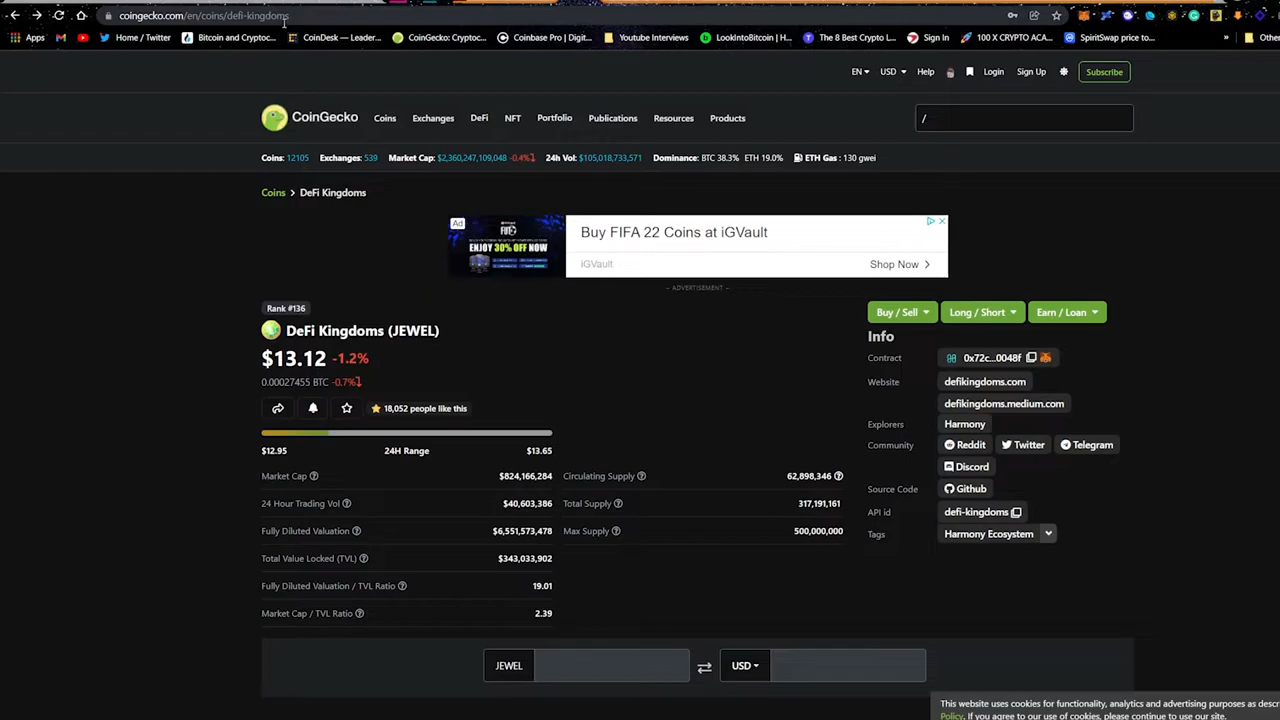 coingecko.com/en/coins/defi-kingdoms
Apps
Home / Twitter
Bitcoin and Cryptoc...
CoinDesk — Leader...
CoinGecko: Cryptoc...
Coinbase Pro | Digit...
Youtube Interviews
LookIntoBitcoin | H...
The 8 Best Crypto L...
Sign In
100 X CRYPTO ACA...
SpiritSwap price to...
»
Other
EN
USD
Help
Login
Sign Up
Subscribe
CoinGecko
Coins
Exchanges
DeFi
NFT
Portfolio
Publications
Resources
Products
/
Coins: 12105
Exchanges: 539
Market Cap: $2,360,247,109,048 -0.4%
24h Vol: $105,018,733,571
Dominance: BTC 38.3% ETH 19.0%
ETH Gas: 130 gwei
Coins > DeFi Kingdoms
Ad
ENJOY 30% OFF NOW
Buy FIFA 22 Coins at iGVault
iGVault
Shop Now >
– ADVERTISEMENT –
Rank #136
DeFi Kingdoms (JEWEL)
$13.12 -1.2%
0.00027455 BTC -0.7%
18,052 people like this
$12.95
24H Range
$13.65
Market Cap
$824,166,284
24 Hour Trading Vol
$40,603,386
Fully Diluted Valuation
$6,551,573,478
Total Value Locked (TVL)
$343,033,902
Fully Diluted Valuation / TVL Ratio
19.01
Market Cap / TVL Ratio
2.39
Circulating Supply
62,898,346
Total Supply
317,191,161
Max Supply
500,000,000
Buy / Sell
Long / Short
Earn / Loan
Info
Contract
0x72c...0048f
Website
defikingdoms.com
defikingdoms.medium.com
Explorers
Harmony
Community
Reddit
Twitter
Telegram
Discord
Source Code
Github
API id
defi-kingdoms
Tags
Harmony Ecosystem
JEWEL
USD
This website uses cookies for functionality, analytics and advertising purposes as descr
Policy. If you agree to our use of cookies, please continue to use our site.